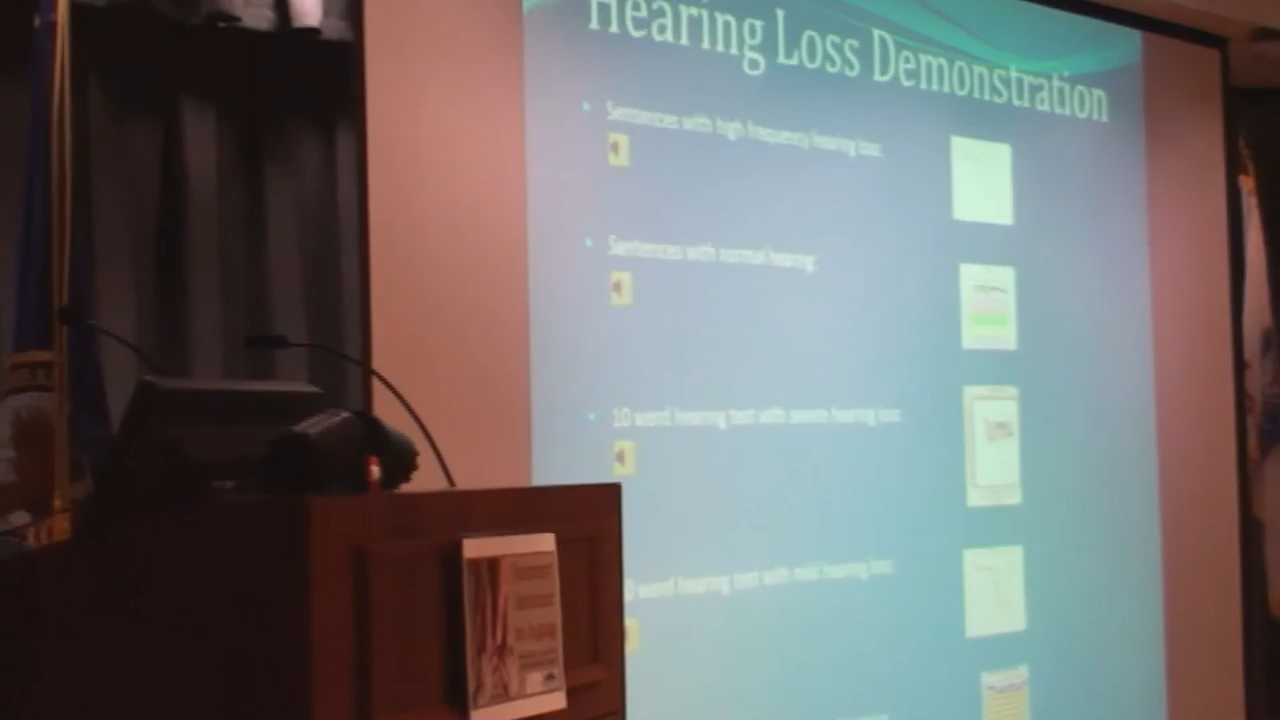 Hearing Loss Demonstration
Sentences with high frequency hearing loss:
Sentences with normal hearing:
10 word hearing test with severe hearing loss:
0 word hearing test with mild hearing loss: